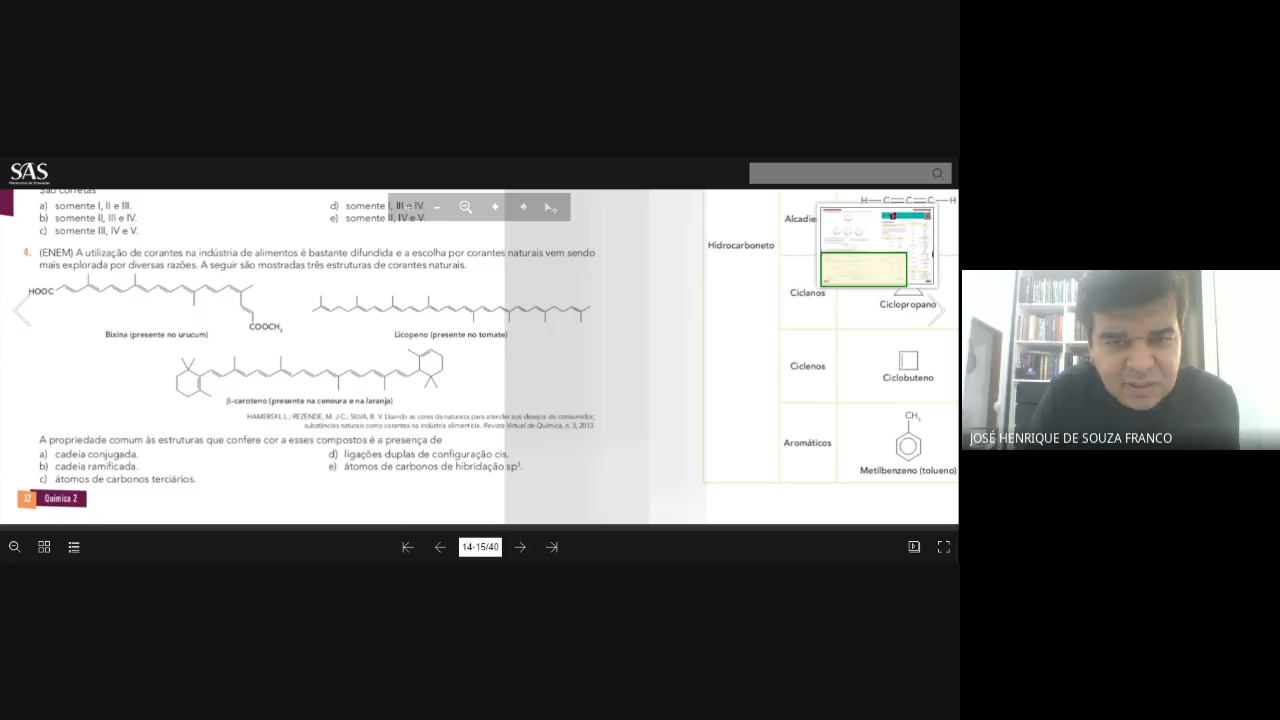 SAS
São corretas
a) somente I, II e III.
b) somente II, III e IV.
c) somente III, IV e V.
d) somente I, III e IV.
e) somente II, IV e V.
4. (ENEM) A utilização de corantes na indústria de alimentos é bastante difundida e a escolha por corantes naturais vem sendo
mais explorada por diversas razões. A seguir são mostradas três estruturas de corantes naturais.
HOOC
COOCH3
Bixina (presente no urucum)
Licopeno (presente no tomate)
β-caroteno (presente na cenoura e na laranja)
HAMERSKI, L.; REZENDE, M. J.C.; SILVA, B. V. Usando as cores da natureza para atender aos desejos do consumidor;
substâncias naturais como corantes na indústria alimentícia. Revista Virtual de Química, n. 3, 2013.
A propriedade comum às estruturas que confere cor a esses compostos é a presença de
a) cadeia conjugada.
b) cadeia ramificada.
c) átomos de carbonos terciários.
d) ligações duplas de configuração cis.
e) átomos de carbonos de hibridação sp³.
32 Química 2
Hidrocarboneto
H—C=C=C—H
Alcadie
Ciclanos
Ciclopropano
Ciclenos
Ciclobuteno
Aromáticos
CH3
Metilbenzeno (tolueno)
14-15/40
JOSÉ HENRIQUE DE SOUZA FRANCO